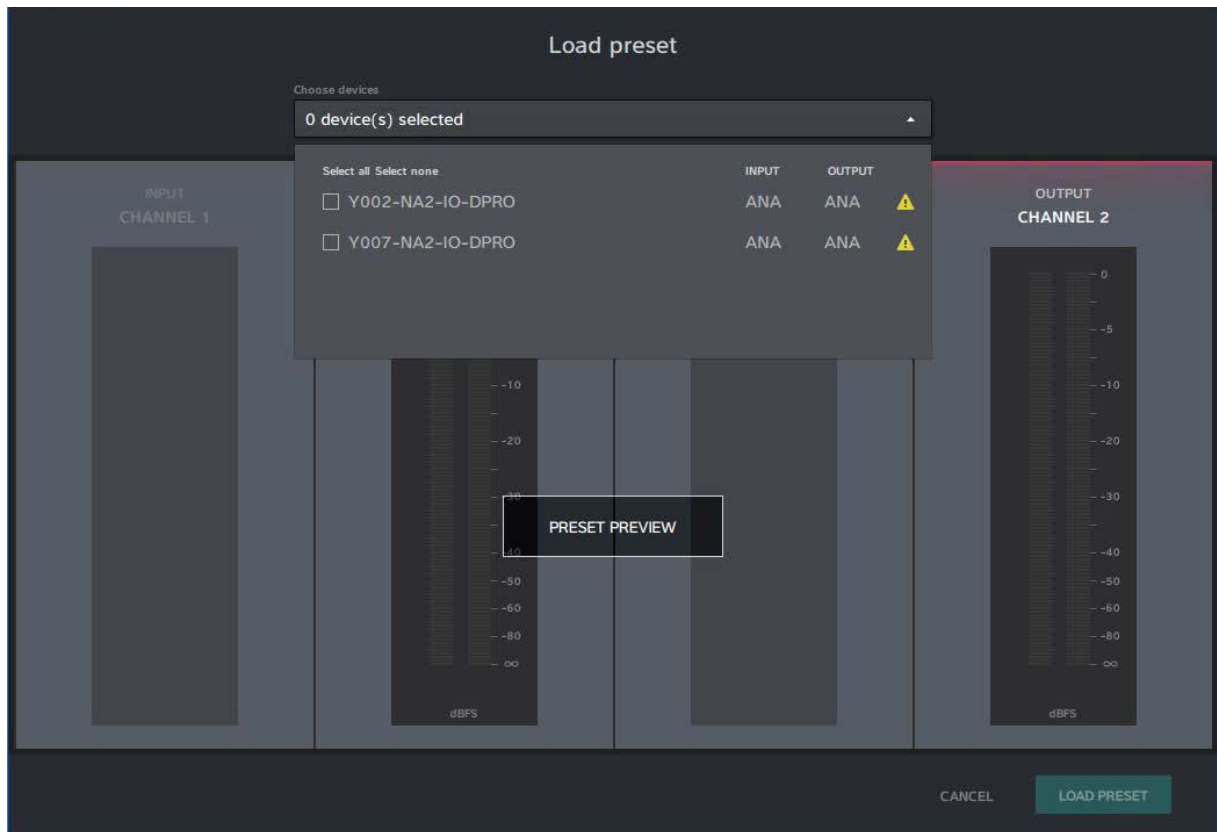 Load preset
Choose devices
0 device(s) selected
Select all Select none INPUT OUTPUT
Y002-NA2-IO-DPRO ANA ANA
Y007-NA2-IO-DPRO ANA ANA
INPUT
CHANNEL 1
OUTPUT
CHANNEL 2
-10
-20
-30
-40
-50
-60
-80
∞
dBFS
0
-5
-10
-20
-30
-40
-50
-60
-80
∞
dBFS
PRESET PREVIEW
CANCEL LOAD PRESET